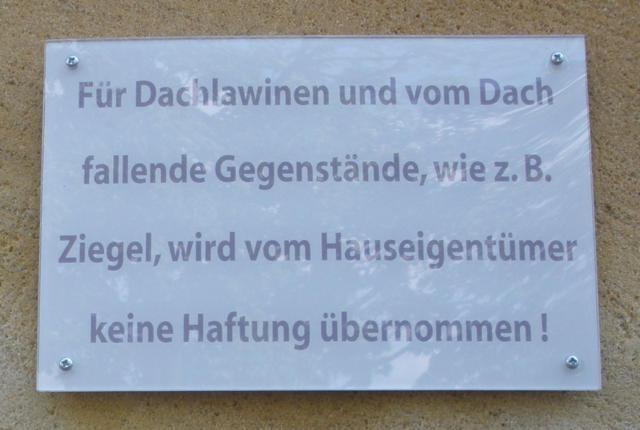 Für Dachlawinen und vom Dach
fallende Gegenstände, wie z. B.
Ziegel, wird vom Hauseigentümer
keine Haftung übernommen !